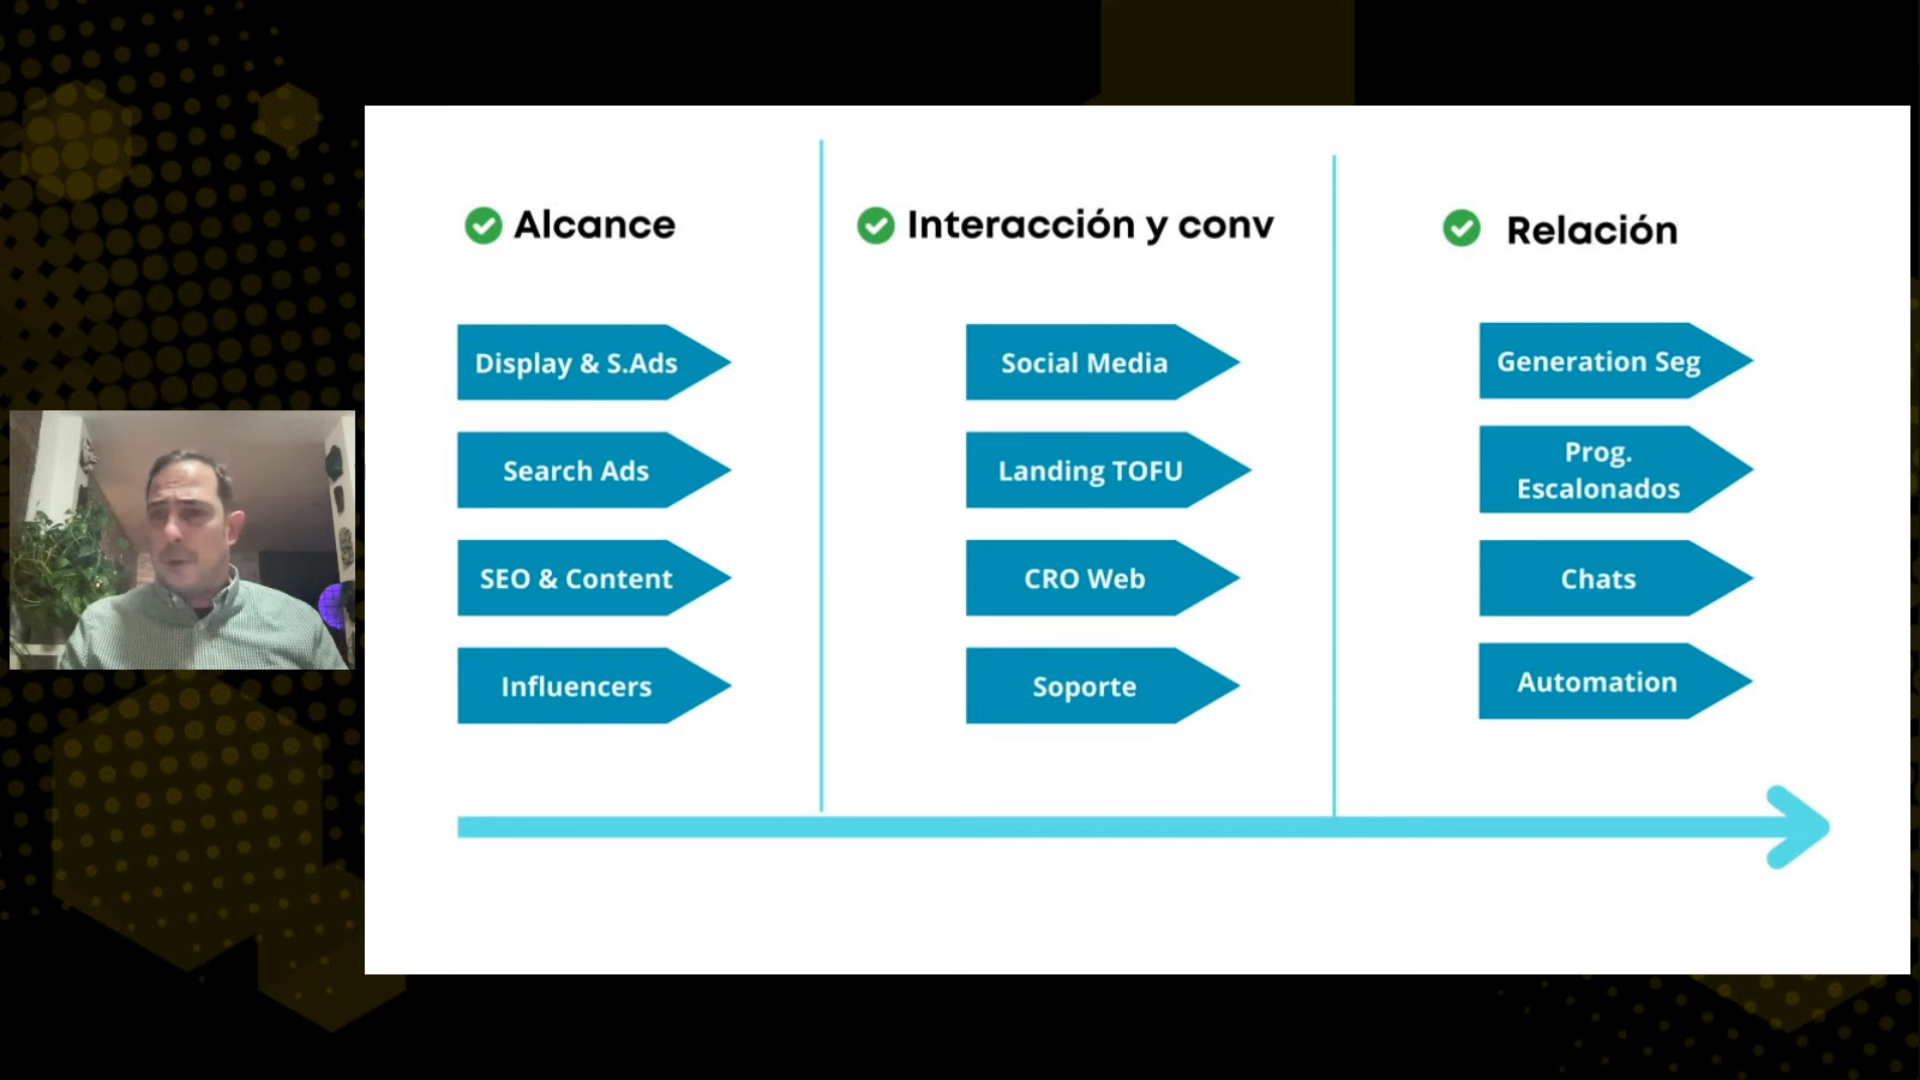 Alcance
Display & S.Ads
Search Ads
SEO & Content
Influencers
Interacción y conv
Social Media
Landing TOFU
CRO Web
Soporte
Relación
Generation Seg
Prog.
Escalonados
Chats
Automation